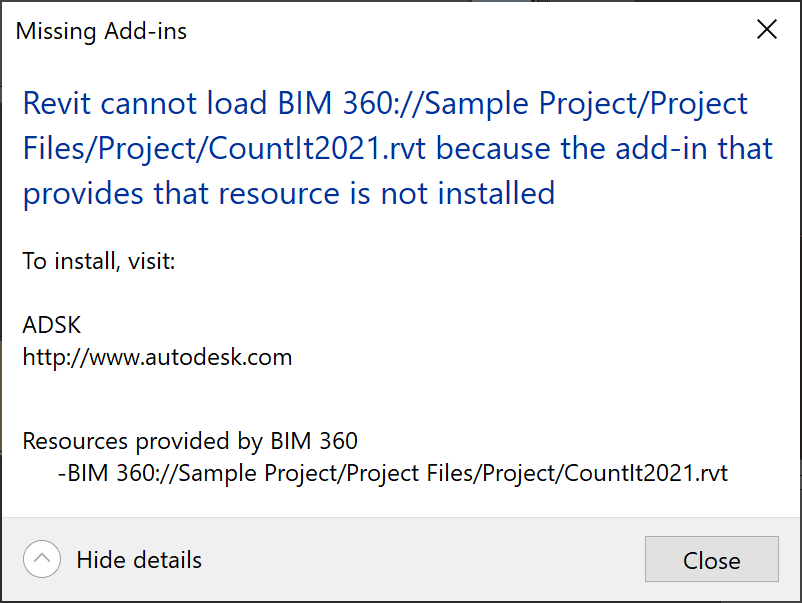 Missing Add-ins
Revit cannot load BIM 360://Sample Project/Project
Files/Project/CountIt2021.rvt because the add-in that
provides that resource is not installed
To install, visit:
ADSK
http://www.autodesk.com
Resources provided by BIM 360
-BIM 360://Sample Project/Project Files/Project/CountIt2021.rvt
Hide details
Close